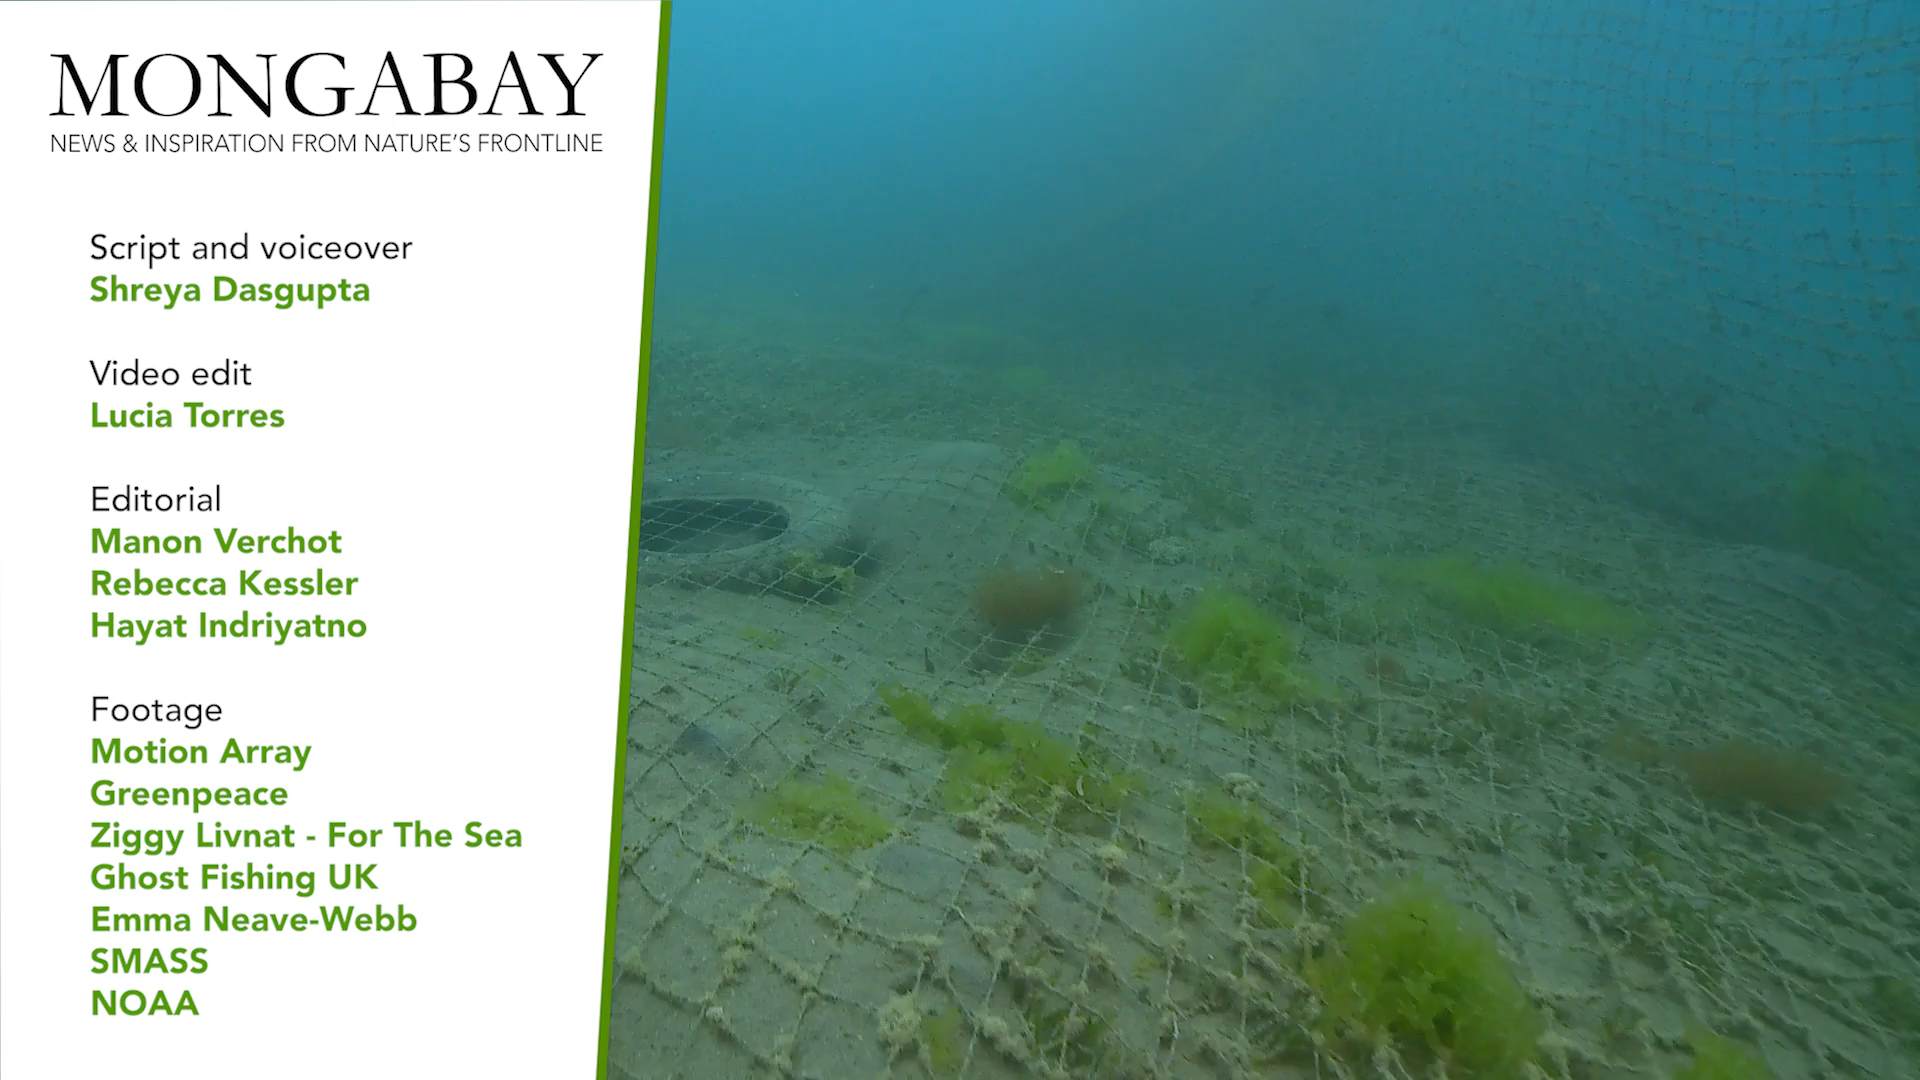 MONGABAY
NEWS & INSPIRATION FROM NATURE'S FRONTLINE
Script and voiceover
Shreya Dasgupta
Video edit
Lucia Torres
Editorial
Manon Verchot
Rebecca Kessler
Hayat Indriyatno
Footage
Motion Array
Greenpeace
Ziggy Livnat - For The Sea
Ghost Fishing UK
Emma Neave-Webb
SMASS
NOAA